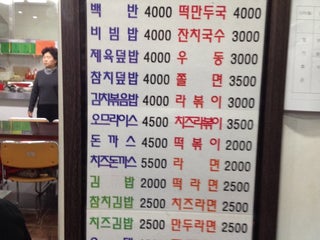 백 반 4000 떡만두국 4000
비 빔 밥 4000 잔치국수 3000
제육덮밥 4000 우 동 3000
참치덮밥 4000 쫄 면 3500
김치볶음밥 4000 라 볶 이 3000
오므라이스 4500 치즈라볶이 3500
돈 까 스 4500 떡 볶 이 2000
치즈돈까스 5500 라 면 2000
김 밥 2000 떡 라 면 2500
참치김밥 2500 치즈라면 2500
치즈김밥 2500 만두라면 2500